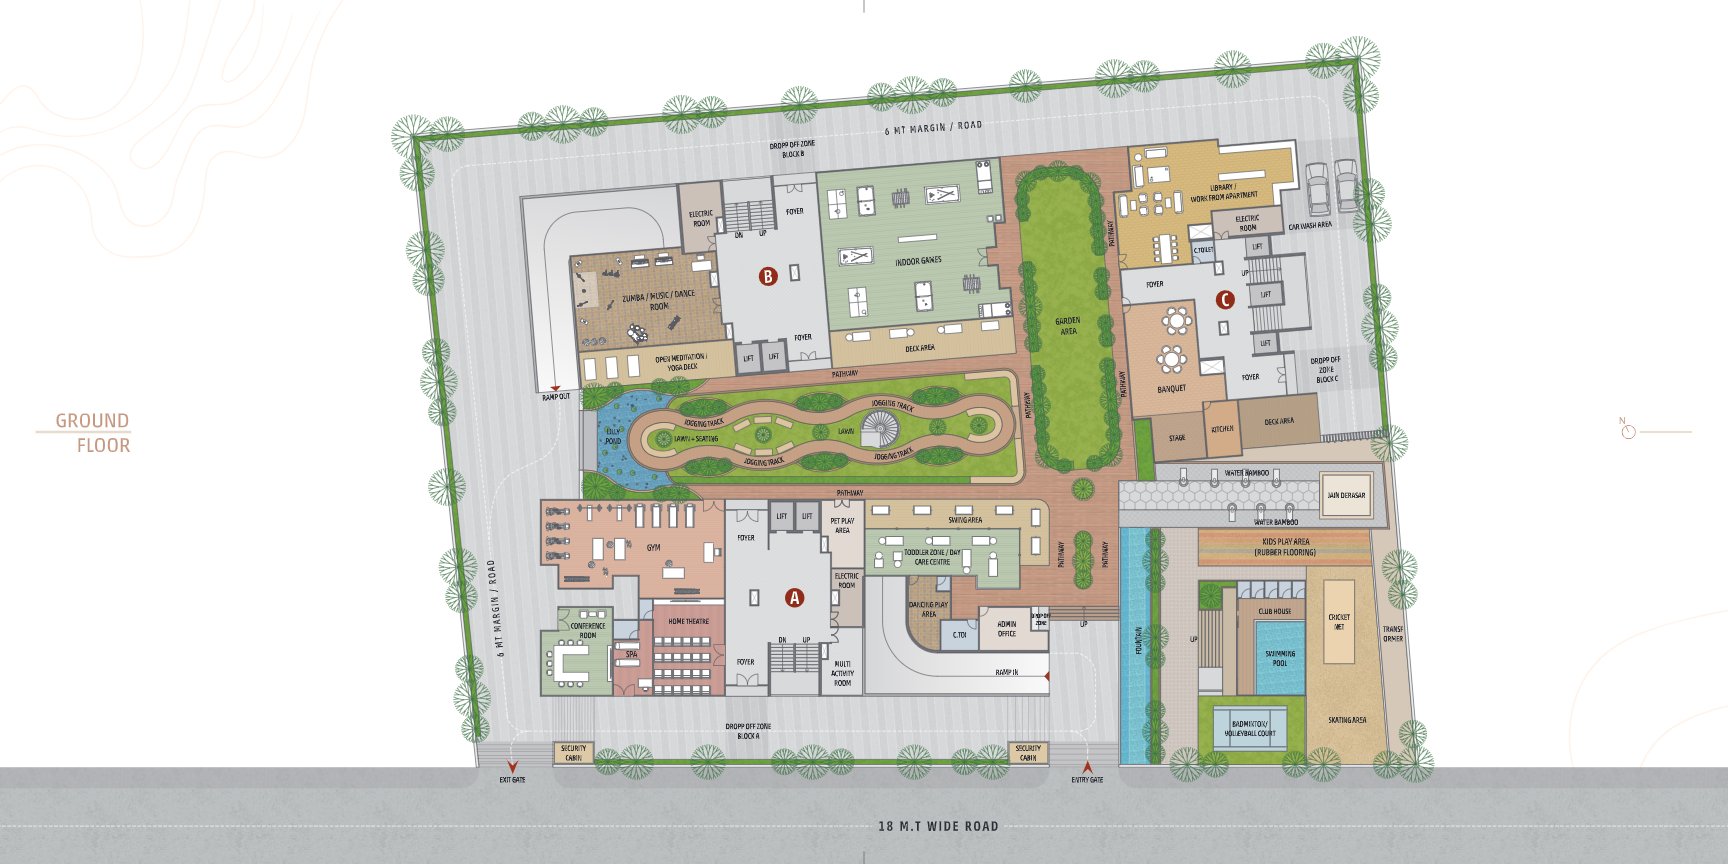 GROUND
FLOOR
6 MT MARGIN / ROAD
DROPP OFF ZONE
BLOCK B
ELECTRIC
ROOM
FOYER
DN
UP
B
FOYER
LIFT
LIFT
ZUMBA / MUSIC / DANCE
ROOM
OPEN MEDITATION /
YOGA DECK
RAMP OUT
INDOOR GAMES
DECK AREA
PATHWAY
GARDEN
AREA
PATHWAY
PATHWAY
PATHWAY
LIBRARY /
WORK FROM APARTMENT
ELECTRIC
ROOM
C.TOILET
LIFT
UP
LIFT
LIFT
CAR WASH AREA
FOYER
C
FOYER
DROPP OFF
ZONE
BLOCK C
BANQUET
STAGE
KITCHEN
DECK AREA
N
LILLY
POND
JOGGING TRACK
JOGGING TRACK
LAWN + SEATING
LAWN
JOGGING TRACK
JOGGING TRACK
PATHWAY
WATER BAMBOO
JAIN DERASAR
WATER BAMBOO
GYM
FOYER
LIFT
LIFT
PET PLAY
AREA
SWING AREA
TODDLER ZONE / DAY
CARE CENTRE
PATHWAY
PATHWAY
KIDS PLAY AREA
(RUBBER FLOORING)
6 MT MARGIN / ROAD
A
ELECTRIC
ROOM
DANCING PLAY
AREA
C.TOI
ADMIN
OFFICE
DROP OFF
ZONE
UP
CONFERENCE
ROOM
HOME THEATRE
SPA
FOYER
DN
UP
MULTI
ACTIVITY
ROOM
RAMP IN
FOUNTAIN
UP
CLUB HOUSE
SWIMMING
POOL
CRICKET
NET
TRANSF
ORMER
SKATING AREA
BADMINTON/
VOLLEYBALL COURT
DROPP OFF ZONE
BLOCK A
SECURITY
CABIN
SECURITY
CABIN
EXIT GATE
ENTRY GATE
18 M.T WIDE ROAD